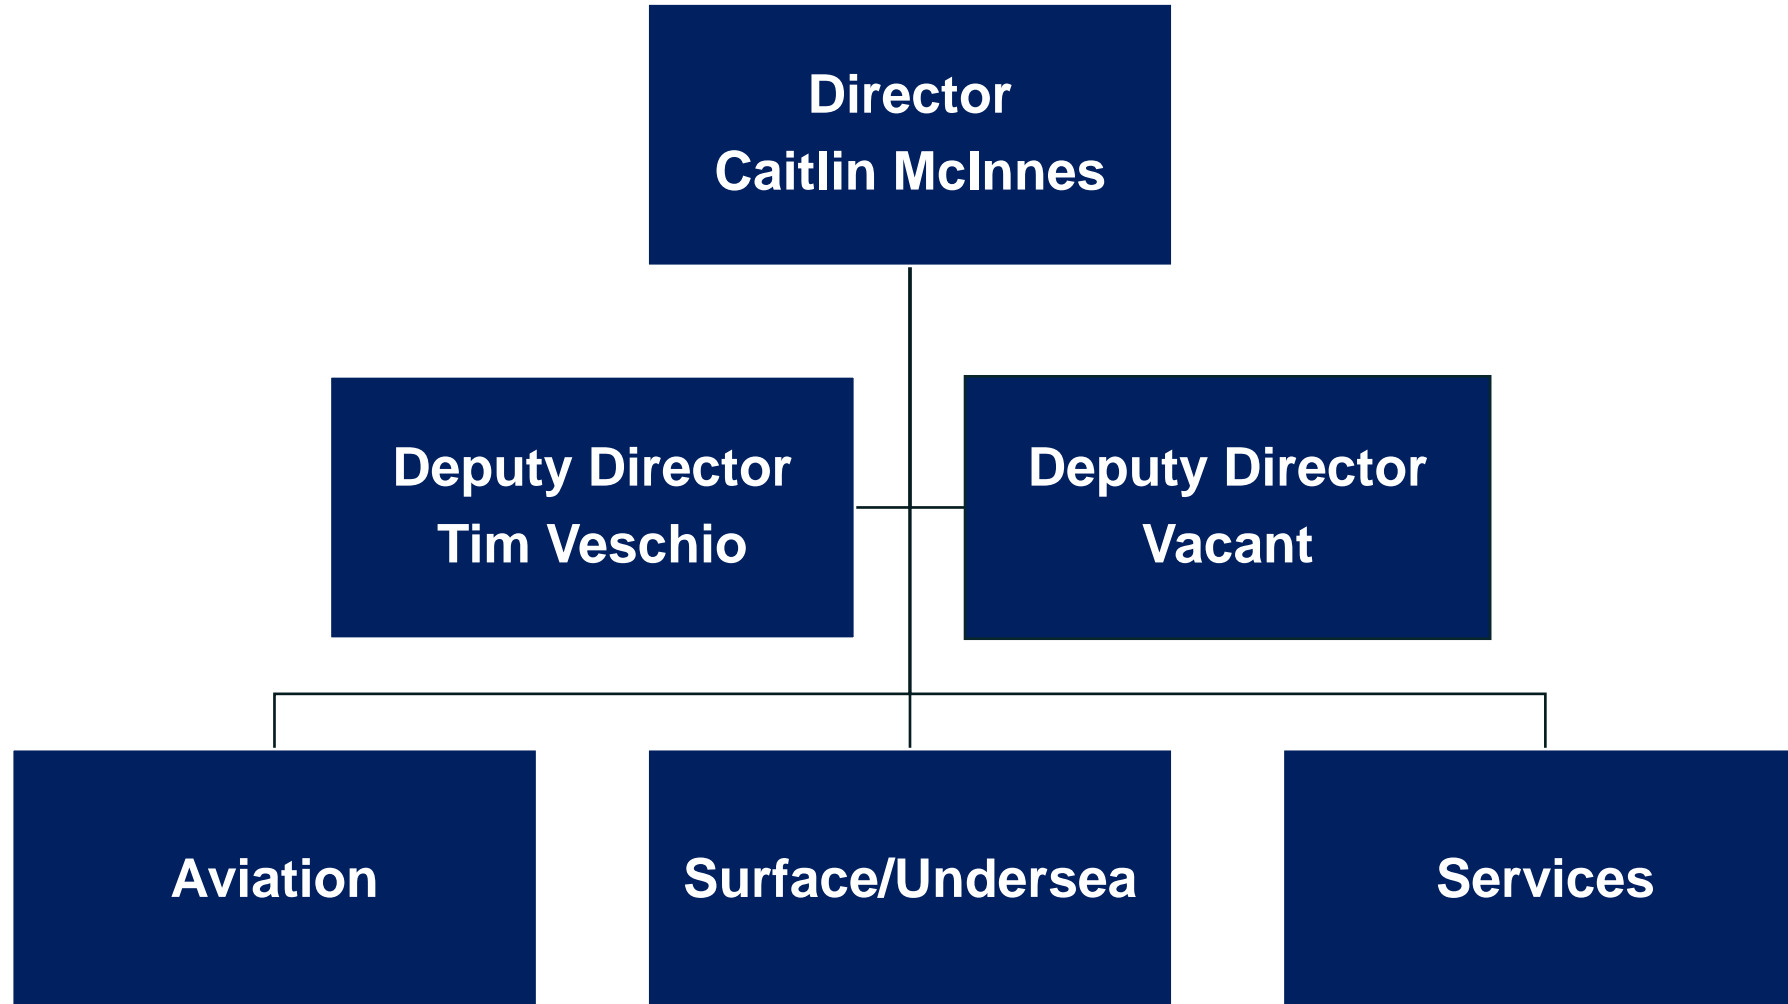 Director
Caitlin McInnes
Deputy Director
Tim Veschio
Deputy Director
Vacant
Aviation
Surface/Undersea
Services